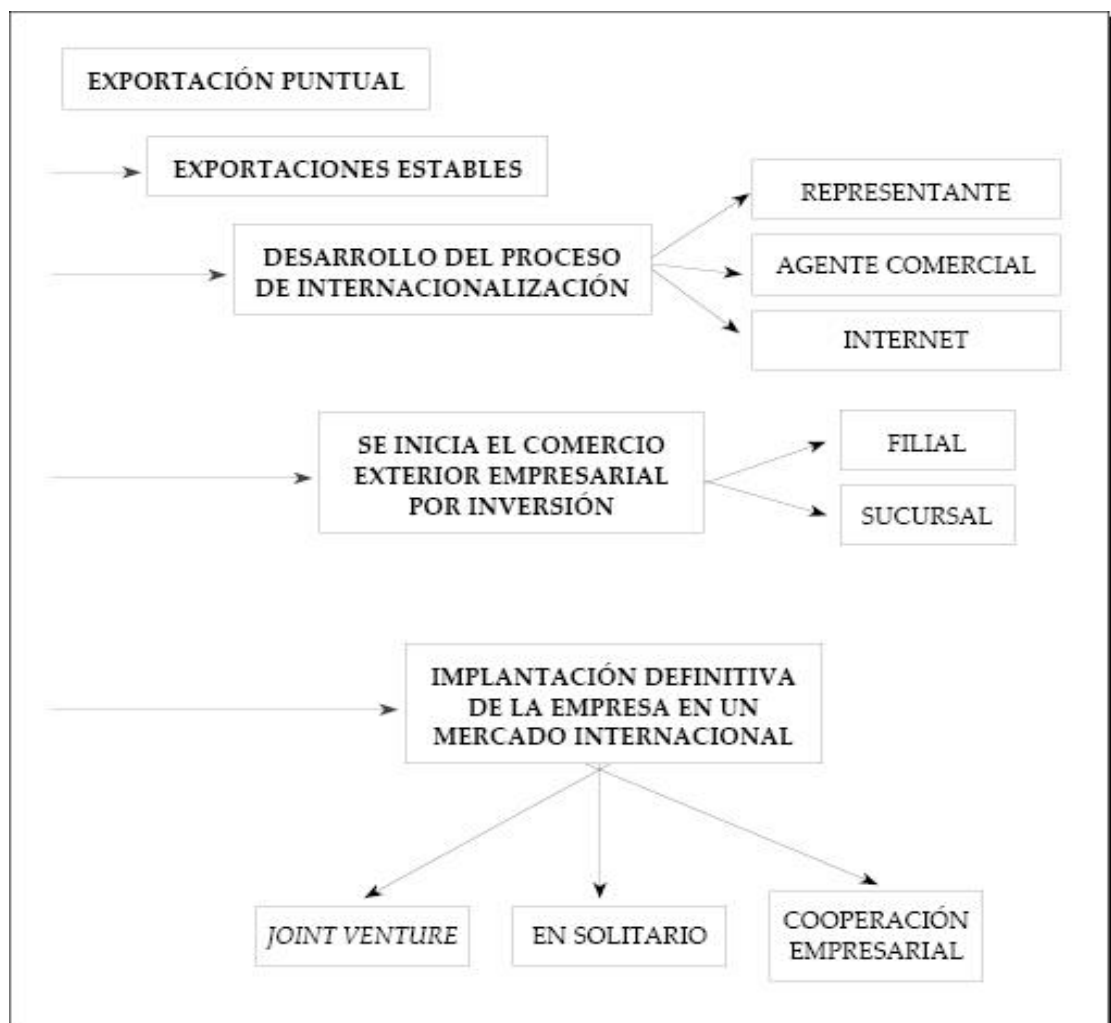 EXPORTACIÓN PUNTUAL
EXPORTACIONES ESTABLES
DESARROLLO DEL PROCESO
DE INTERNACIONALIZACIÓN
REPRESENTANTE
AGENTE COMERCIAL
INTERNET
SE INICIA EL COMERCIO
EXTERIOR EMPRESARIAL
POR INVERSIÓN
FILIAL
SUCURSAL
IMPLANTACIÓN DEFINITIVA
DE LA EMPRESA EN UN
MERCADO INTERNACIONAL
JOINT VENTURE
EN SOLITARIO
COOPERACIÓN
EMPRESARIAL